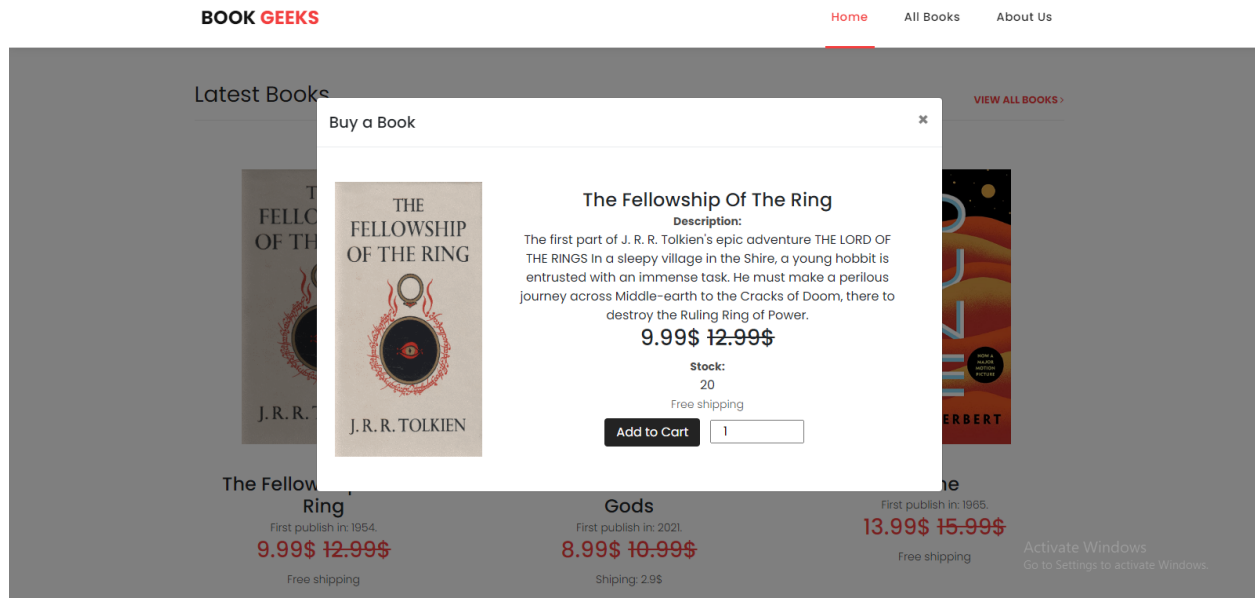 BOOK GEEKS
Home
All Books
About Us
Latest Books
VIEW ALL BOOKS ›
Buy a Book
×
THE
FELLOWSHIP
OF THE RING
J. R. R. TOLKIEN
The Fellowship Of The Ring
Description:
The first part of J. R. R. Tolkien's epic adventure THE LORD OF
THE RINGS In a sleepy village in the Shire, a young hobbit is
entrusted with an immense task. He must make a perilous
journey across Middle-earth to the Cracks of Doom, there to
destroy the Ruling Ring of Power.
9.99$ 12.99$
Stock:
20
Free shipping
Add to Cart
1
HOW A
MAJOR
MOTION
PICTURE
ERBERT
The Fellow
Ring
First publish in: 1954.
9.99$ 12.99$
Free shipping
Gods
First publish in: 2021.
8.99$ 10.99$
Shiping: 2.9$
ne
First publish in: 1965.
13.99$ 15.99$
Free shipping
Activate Windows
Go to Settings to activate Windows.